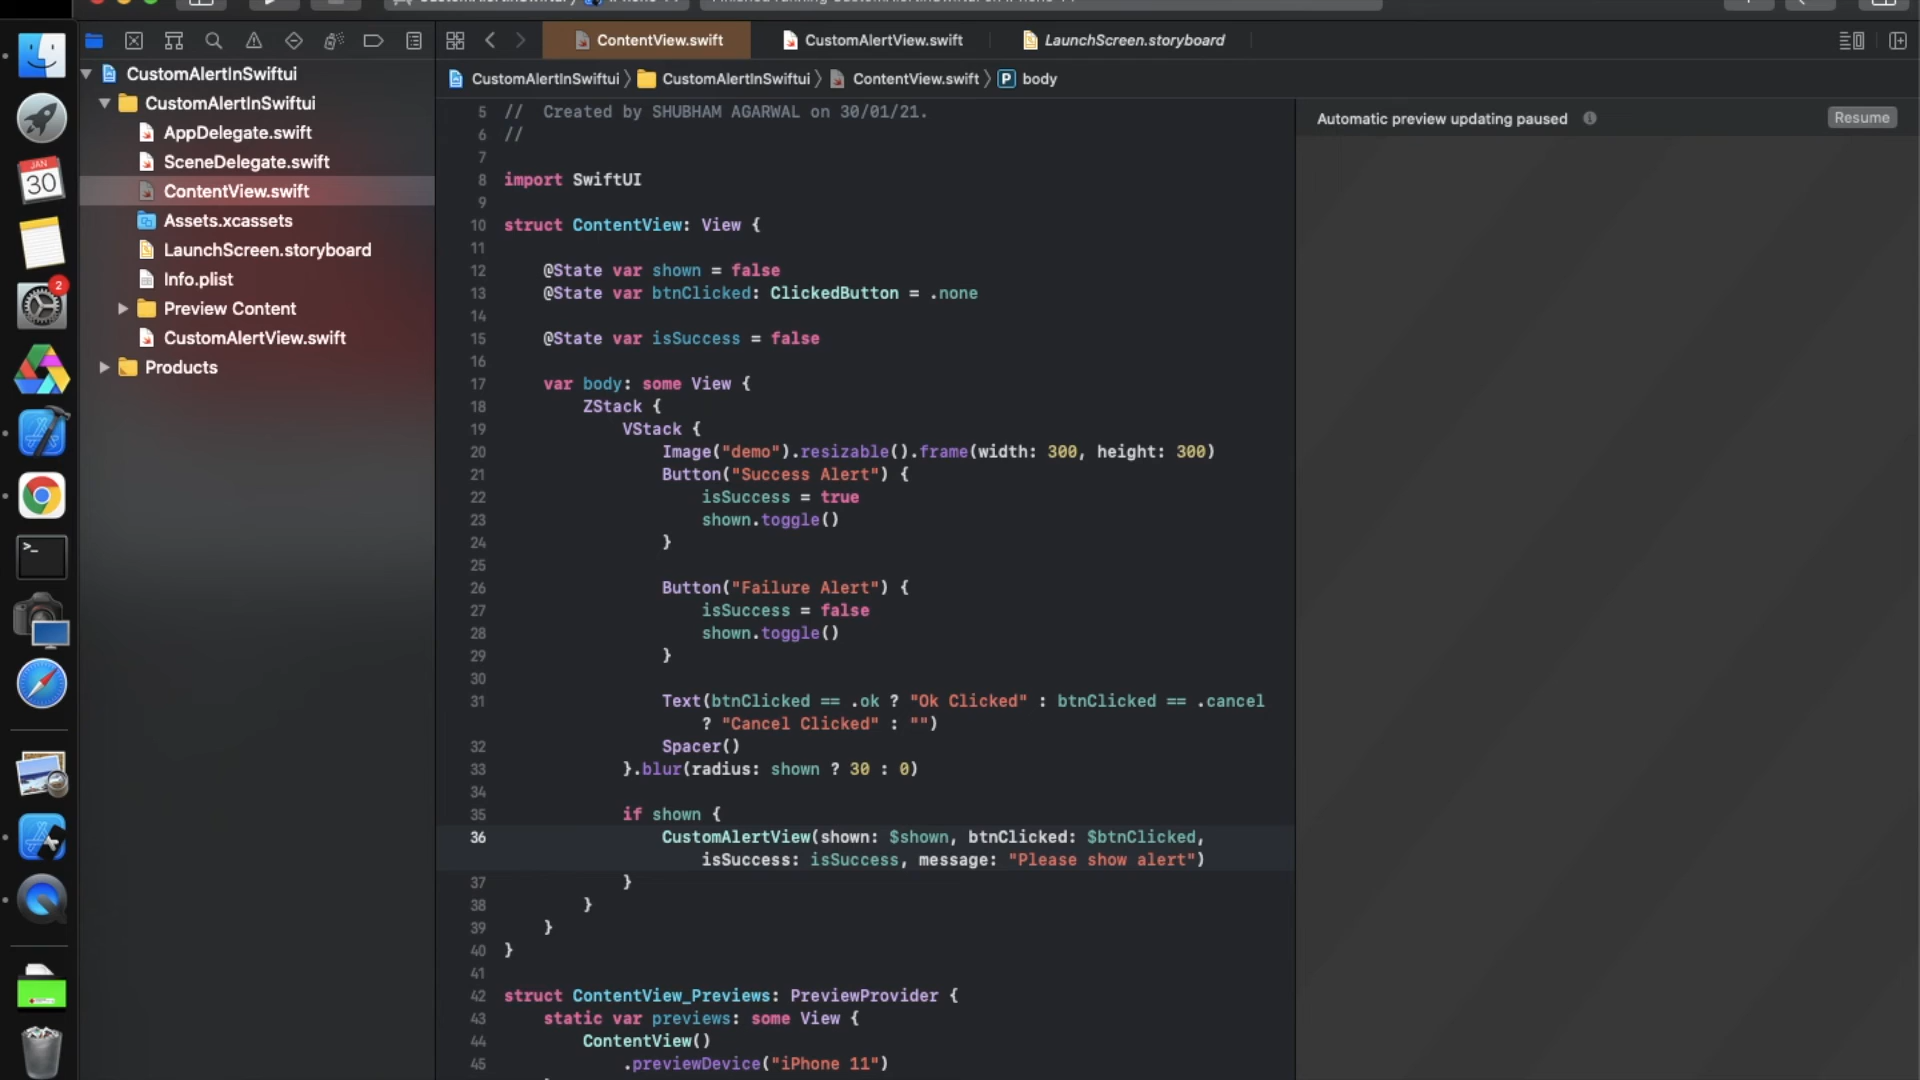 ContentView.swift
CustomAlertView.swift
LaunchScreen.storyboard
CustomAlertInSwiftui
CustomAlertInSwiftui
AppDelegate.swift
SceneDelegate.swift
ContentView.swift
Assets.xcassets
LaunchScreen.storyboard
Info.plist
Preview Content
CustomAlertView.swift
Products
JAN
30
2
>_
CustomAlertInSwiftui 〉 CustomAlertInSwiftui 〉 ContentView.swift 〉 P body
5 //  Created by SHUBHAM AGARWAL on 30/01/21.
6 //
7
8 import SwiftUI
9
10 struct ContentView: View {
11
12     @State var shown = false
13     @State var btnClicked: ClickedButton = .none
14
15     @State var isSuccess = false
16
17     var body: some View {
18         ZStack {
19             VStack {
20                 Image("demo").resizable().frame(width: 300, height: 300)
21                 Button("Success Alert") {
22                     isSuccess = true
23                     shown.toggle()
24                 }
25
26                 Button("Failure Alert") {
27                     isSuccess = false
28                     shown.toggle()
29                 }
30
31                 Text(btnClicked == .ok ? "Ok Clicked" : btnClicked == .cancel
                    ? "Cancel Clicked" : "")
32                 Spacer()
33             }.blur(radius: shown ? 30 : 0)
34
35             if shown {
36                 CustomAlertView(shown: $shown, btnClicked: $btnClicked,
                    isSuccess: isSuccess, message: "Please show alert")
37             }
38         }
39     }
40 }
41
42 struct ContentView_Previews: PreviewProvider {
43     static var previews: some View {
44         ContentView()
45             .previewDevice("iPhone 11")
Automatic preview updating paused
Resume